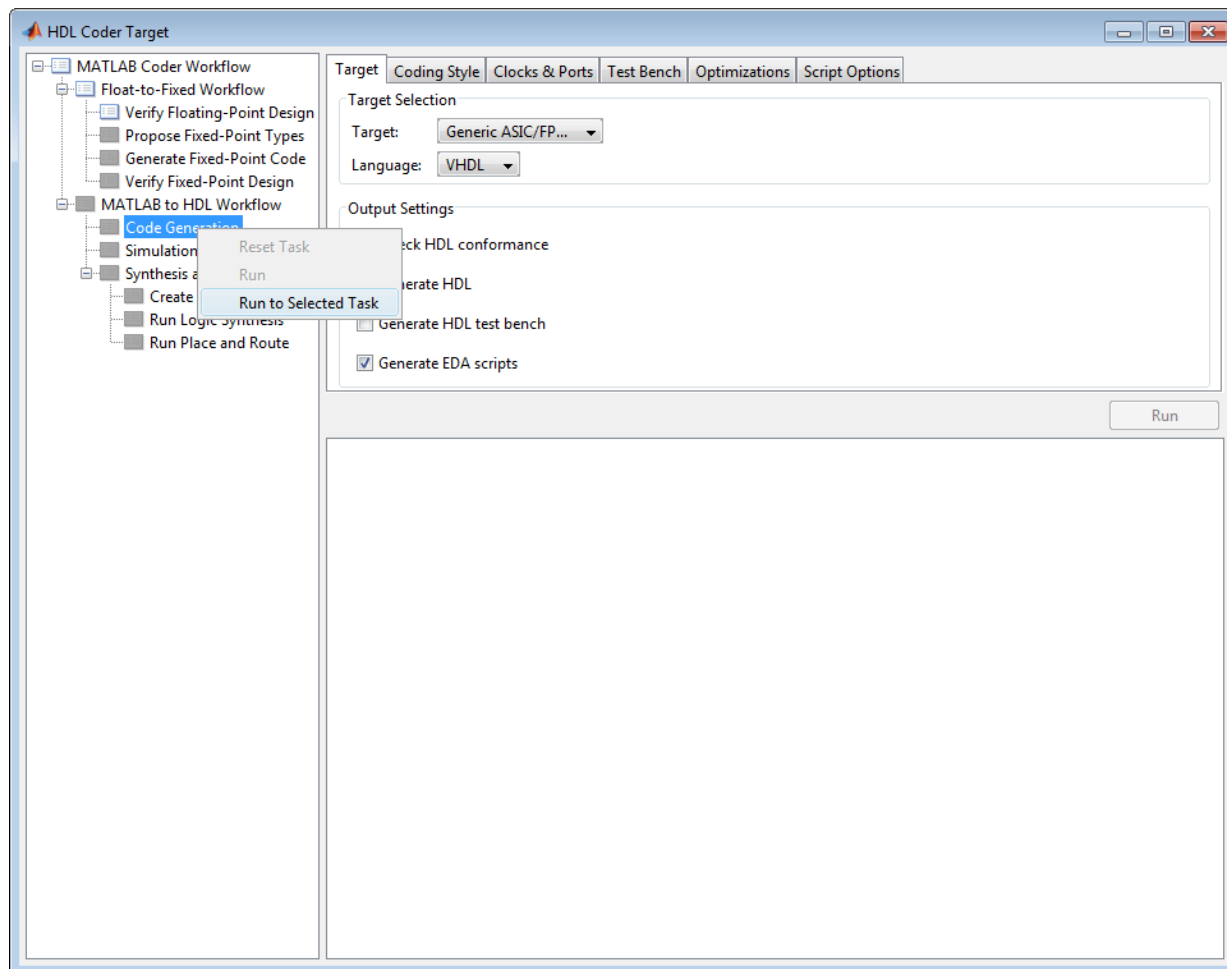 HDL Coder Target
MATLAB Coder Workflow
Float-to-Fixed Workflow
Verify Floating-Point Design
Propose Fixed-Point Types
Generate Fixed-Point Code
Verify Fixed-Point Design
MATLAB to HDL Workflow
Code Generation
Simulation
Synthesis a
Create
Run Logic Synthesis
Run Place and Route
Reset Task
Run
Run to Selected Task
Target Coding Style Clocks & Ports Test Bench Optimizations Script Options
Target Selection
Target: Generic ASIC/FP...
Language: VHDL
Output Settings
eck HDL conformance
nerate HDL
Generate HDL test bench
Generate EDA scripts
Run